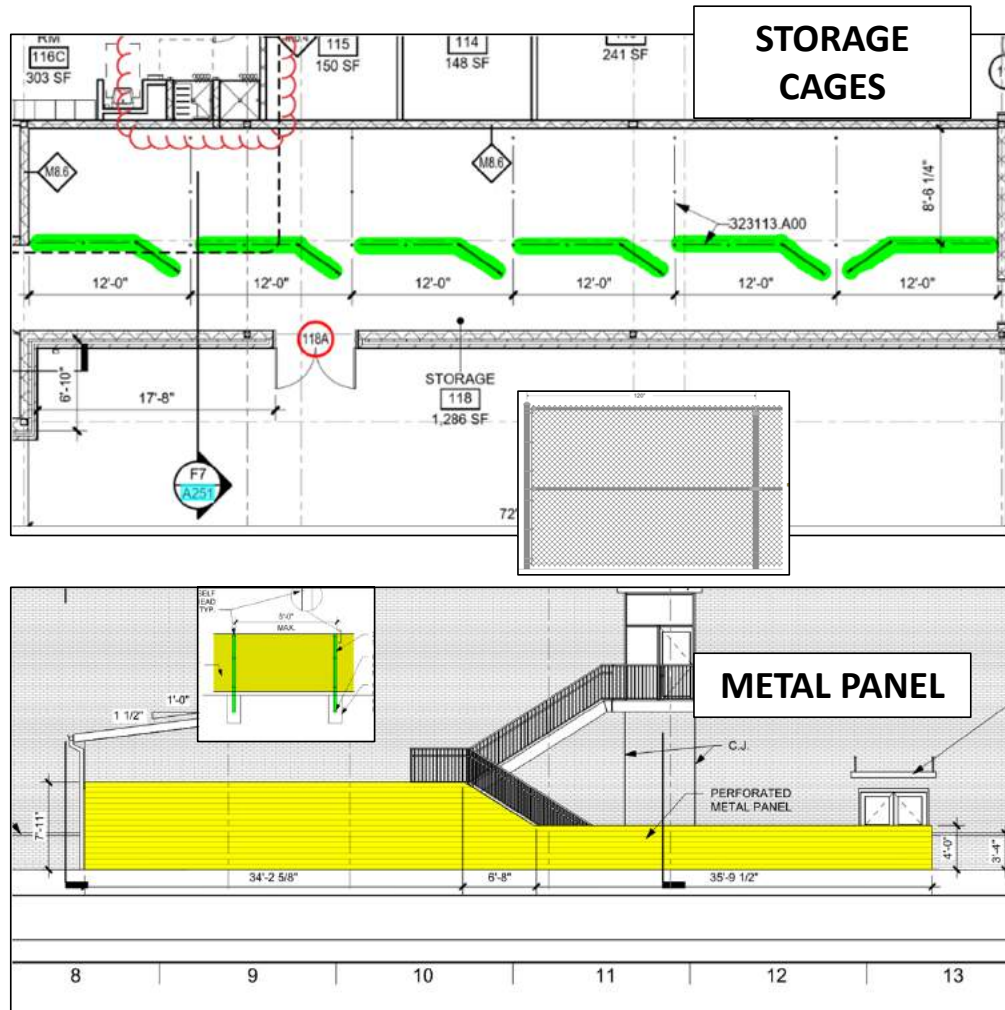 STORAGE
CAGES
RM
116C
303 SF
115
150 SF
114
148 SF
241 SF
M8.6
M8.6
8'-6 1/4"
323113.A00
12'-0"
12'-0"
12'-0"
12'-0"
12'-0"
12'-0"
118A
6'-10"
17'-8"
STORAGE
118
1,286 SF
F7
A251
72'
120"
METAL PANEL
SELF
EAD
TYP.
5'-0"
MAX.
1'-0"
1 1/2"
C.J.
PERFORATED
METAL PANEL
7'-11"
4'-0"
3'-4"
34'-2 5/8"
6'-8"
35'-9 1/2"
8
9
10
11
12
13